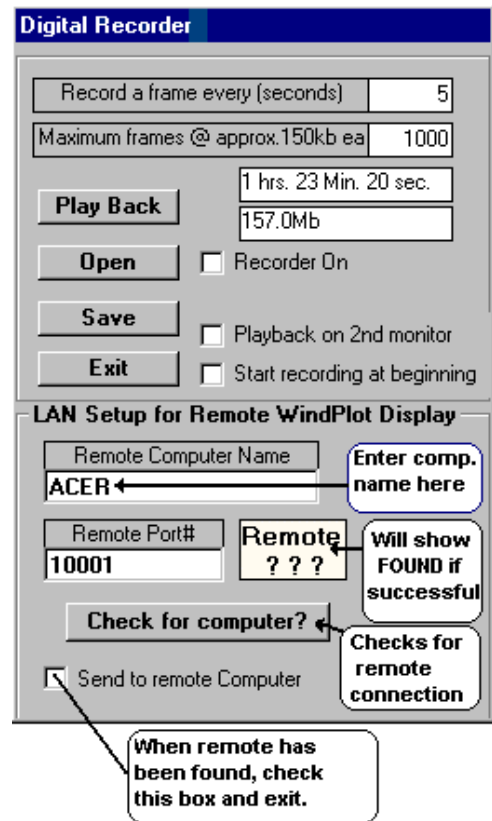 Digital Recorder
Record a frame every (seconds) 5
Maximum frames @ approx.150kb ea 1000
Play Back
1 hrs. 23 Min. 20 sec.
157.0Mb
Open
Recorder On
Save
Playback on 2nd monitor
Exit
Start recording at beginning
LAN Setup for Remote WindPlot Display
Remote Computer Name
ACER
Enter comp.
name here
Remote Port#
10001
Remote
? ? ?
Will show
FOUND if
successful
Check for computer?
Checks for
remote
connection
Send to remote Computer
When remote has
been found, check
this box and exit.